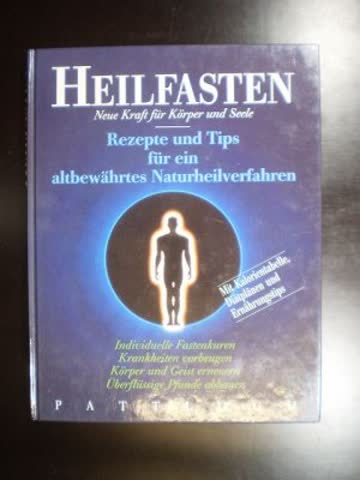 HEILFASTEN
Neue Kraft für Körper und Seele
Rezepte und Tips
für ein
altbewährtes Naturheilverfahren
Mit Kalorientabelle,
Diätplänen und
Ernährungstips
Individuelle Fastenkuren
Krankheiten vorbeugen
Körper und Geist erneuern
Überflüssige Pfunde abbauen